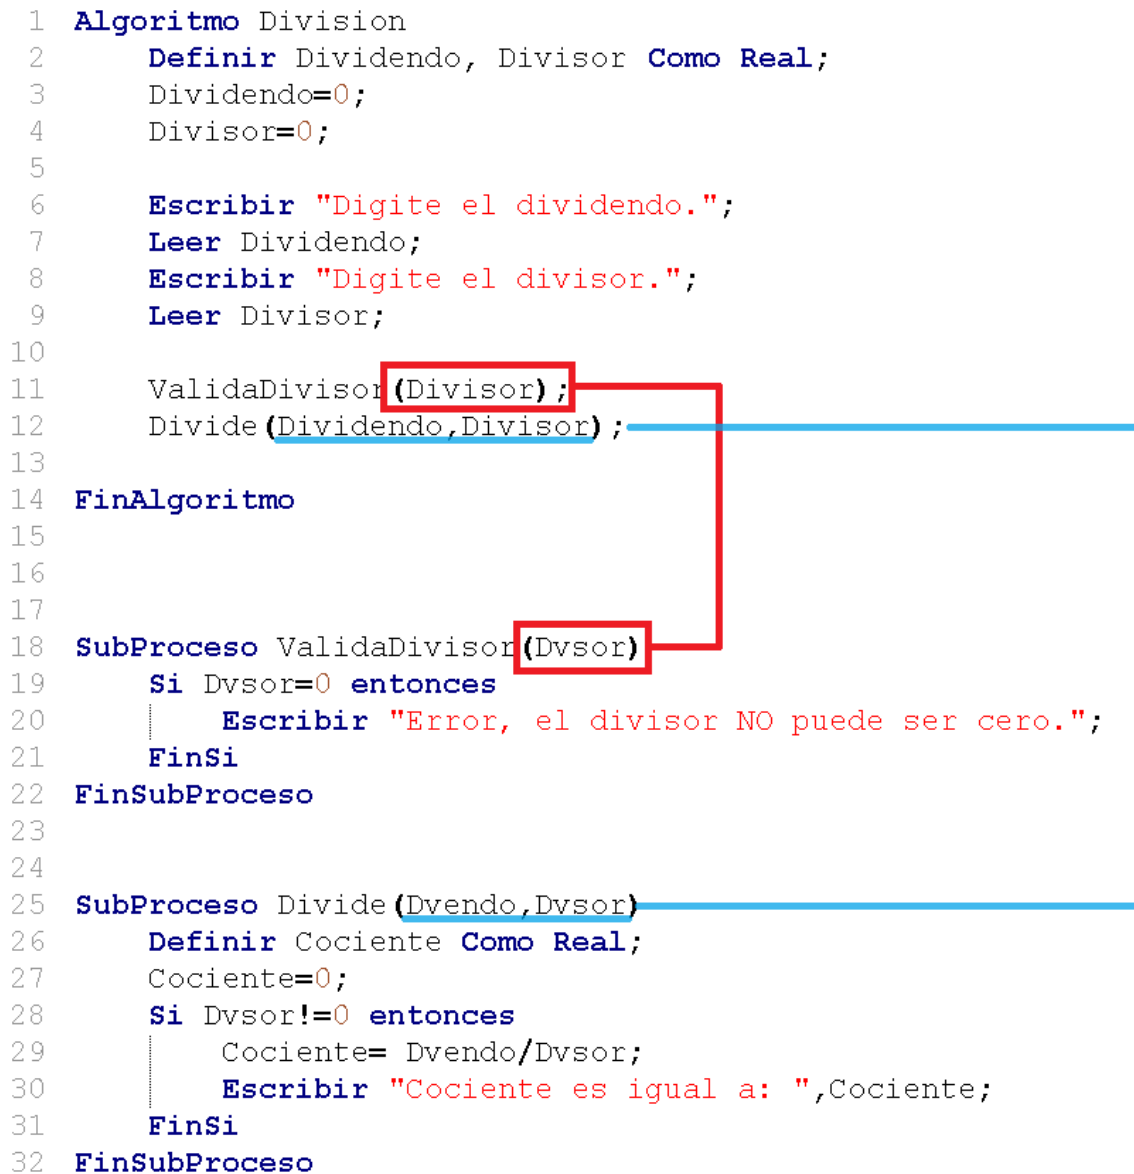 1 Algoritmo Division
2 Definir Dividendo, Divisor Como Real;
3 Dividendo=0;
4 Divisor=0;
5
6 Escribir "Digite el dividendo.";
7 Leer Dividendo;
8 Escribir "Digite el divisor.";
9 Leer Divisor;
10
11 ValidaDivisor(Divisor);
12 Divide(Dividendo,Divisor);
13
14 FinAlgoritmo
15
16
17
18 SubProceso ValidaDivisor(Dvsor)
19 Si Dvsor=0 entonces
20 Escribir "Error, el divisor NO puede ser cero.";
21 FinSi
22 FinSubProceso
23
24
25 SubProceso Divide(Dvendo,Dvsor)
26 Definir Cociente Como Real;
27 Cociente=0;
28 Si Dvsor!=0 entonces
29 Cociente= Dvendo/Dvsor;
30 Escribir "Cociente es igual a: ",Cociente;
31 FinSi
32 FinSubProceso